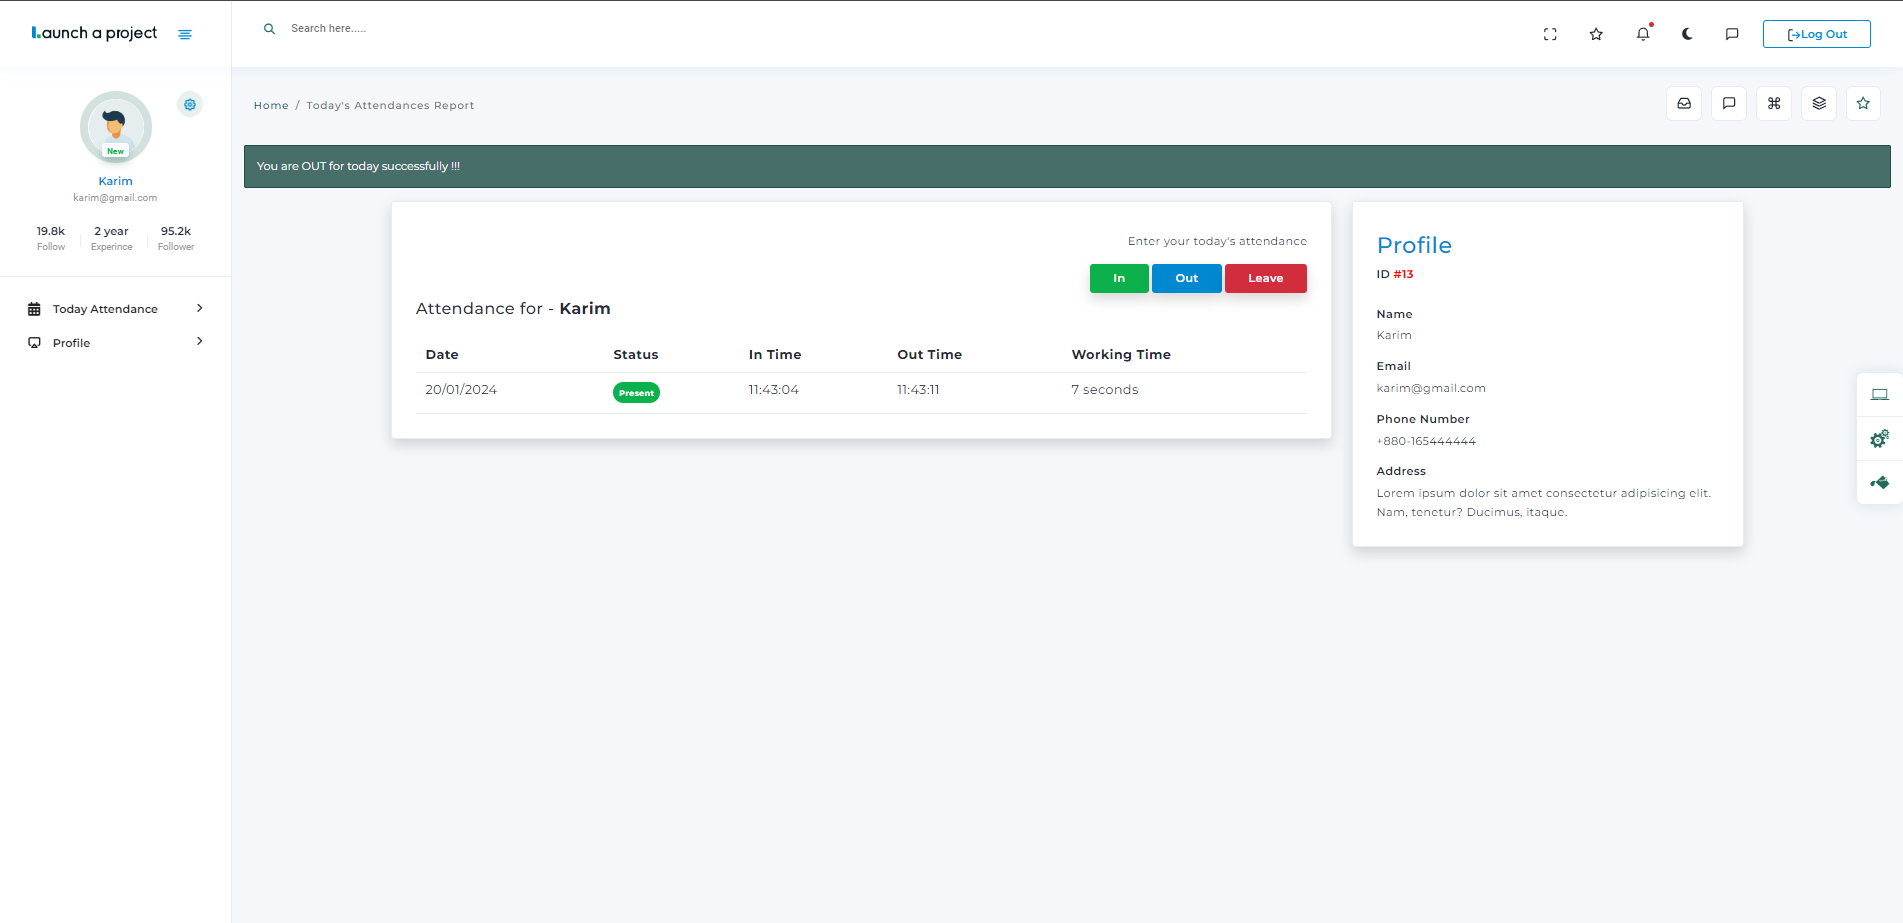 Launch a project
Search here.....
Log Out
New
Karim
karim@gmail.com
19.8k 2 year 95.2k
Follow Experince Follower
Today Attendance
Profile
Home / Today's Attendances Report
You are OUT for today successfully !!!
Enter your today's attendance
In Out Leave
Attendance for - Karim
Date Status In Time Out Time Working Time
20/01/2024 Present 11:43:04 11:43:11 7 seconds
Profile
ID #13
Name
Karim
Email
karim@gmail.com
Phone Number
+880-165444444
Address
Lorem ipsum dolor sit amet consectetur adipisicing elit.
Nam, tenetur? Ducimus, itaque.